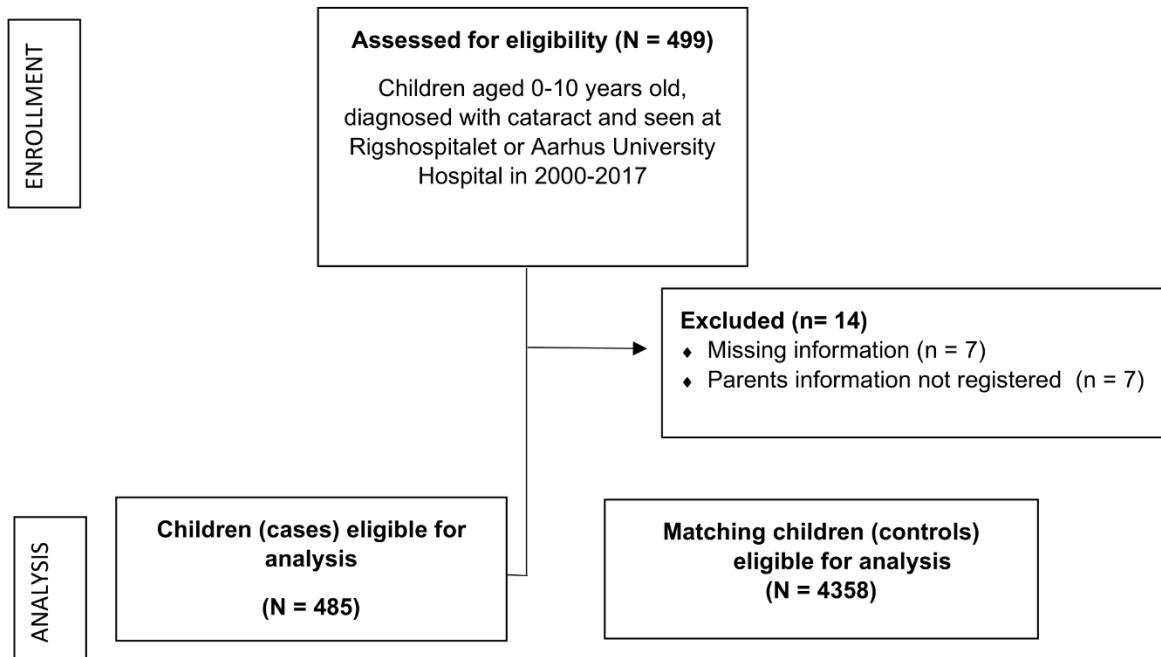 ENROLLMENT
Assessed for eligibility (N = 499)
Children aged 0-10 years old,
diagnosed with cataract and seen at
Rigshospitalet or Aarhus University
Hospital in 2000-2017
Excluded (n= 14)
♦ Missing information (n = 7)
♦ Parents information not registered (n = 7)
ANALYSIS
Children (cases) eligible for
analysis
(N = 485)
Matching children (controls)
eligible for analysis
(N = 4358)